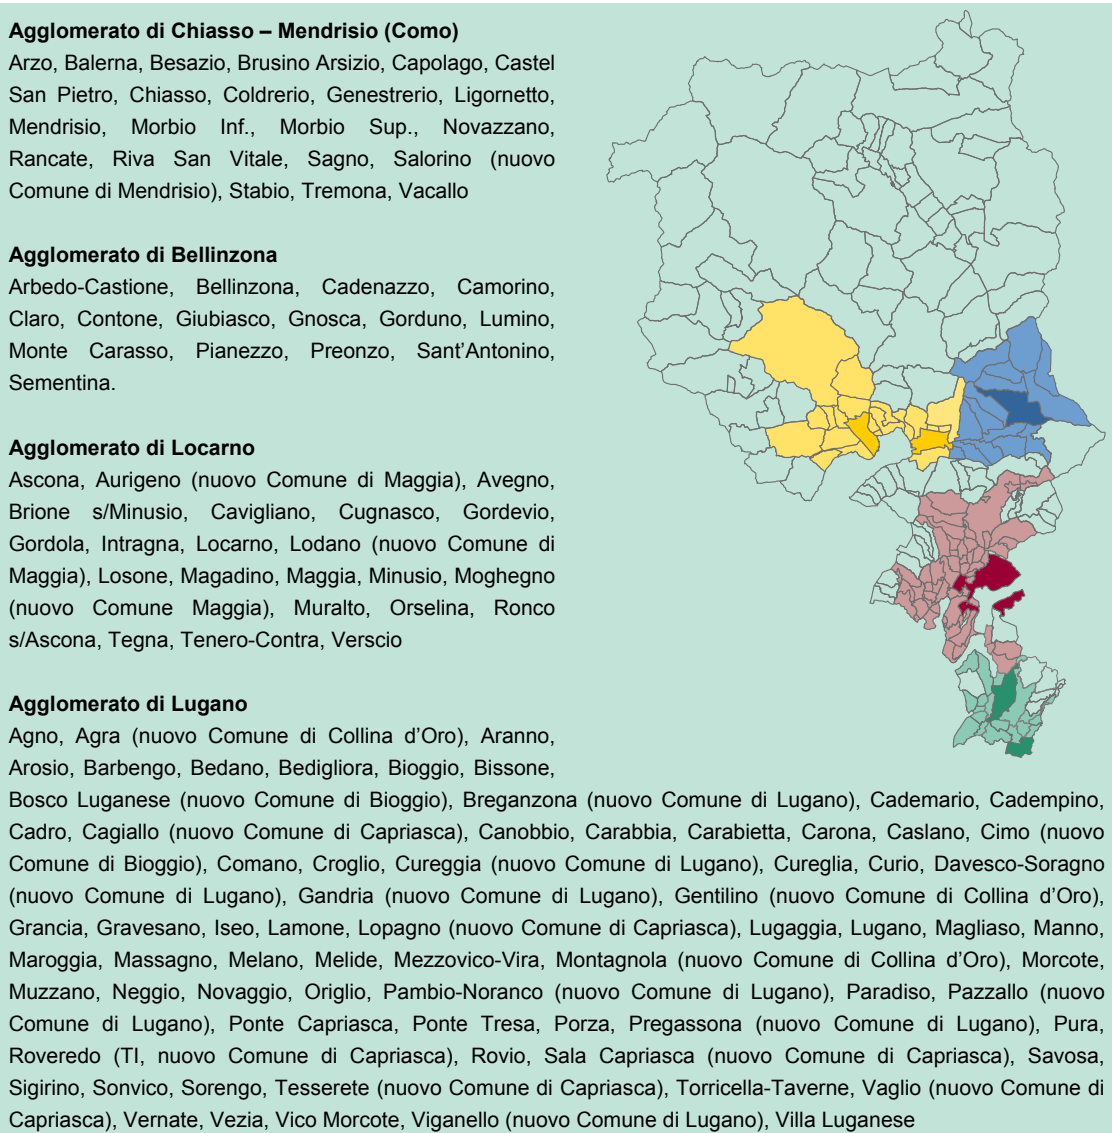 Agglomerato di Chiasso – Mendrisio (Como)
Arzo, Balerna, Besazio, Brusino Arsizio, Capolago, Castel
San Pietro, Chiasso, Coldrerio, Genestrerio, Ligornetto,
Mendrisio, Morbio Inf., Morbio Sup., Novazzano,
Rancate, Riva San Vitale, Sagno, Salorino (nuovo
Comune di Mendrisio), Stabio, Tremona, Vacallo
Agglomerato di Bellinzona
Arbedo-Castione, Bellinzona, Cadenazzo, Camorino,
Claro, Contone, Giubiasco, Gnosca, Gorduno, Lumino,
Monte Carasso, Pianezzo, Preonzo, Sant'Antonino,
Sementina.
Agglomerato di Locarno
Ascona, Aurigeno (nuovo Comune di Maggia), Avegno,
Brione s/Minusio, Cavigliano, Cugnasco, Gordevio,
Gordola, Intragna, Locarno, Lodano (nuovo Comune di
Maggia), Losone, Magadino, Maggia, Minusio, Moghegno
(nuovo Comune Maggia), Muralto, Orselina, Ronco
s/Ascona, Tegna, Tenero-Contra, Verscio
Agglomerato di Lugano
Agno, Agra (nuovo Comune di Collina d'Oro), Aranno,
Arosio, Barbengo, Bedano, Bedigliora, Bioggio, Bissone,
Bosco Luganese (nuovo Comune di Bioggio), Breganzona (nuovo Comune di Lugano), Cademario, Cadempino,
Cadro, Cagiallo (nuovo Comune di Capriasca), Canobbio, Carabbia, Carabietta, Carona, Caslano, Cimo (nuovo
Comune di Bioggio), Comano, Croglio, Cureggia (nuovo Comune di Lugano), Cureglia, Curio, Davesco-Soragno
(nuovo Comune di Lugano), Gandria (nuovo Comune di Lugano), Gentilino (nuovo Comune di Collina d'Oro),
Grancia, Gravesano, Iseo, Lamone, Lopagno (nuovo Comune di Capriasca), Lugaggia, Lugano, Magliaso, Manno,
Maroggia, Massagno, Melano, Melide, Mezzovico-Vira, Montagnola (nuovo Comune di Collina d'Oro), Morcote,
Muzzano, Neggio, Novaggio, Origlio, Pambio-Noranco (nuovo Comune di Lugano), Paradiso, Pazzallo (nuovo
Comune di Lugano), Ponte Capriasca, Ponte Tresa, Porza, Pregassona (nuovo Comune di Lugano), Pura,
Roveredo (TI, nuovo Comune di Capriasca), Rovio, Sala Capriasca (nuovo Comune di Capriasca), Savosa,
Sigirino, Sonvico, Sorengo, Tesserete (nuovo Comune di Capriasca), Torricella-Taverne, Vaglio (nuovo Comune di
Capriasca), Vernate, Vezia, Vico Morcote, Viganello (nuovo Comune di Lugano), Villa Luganese